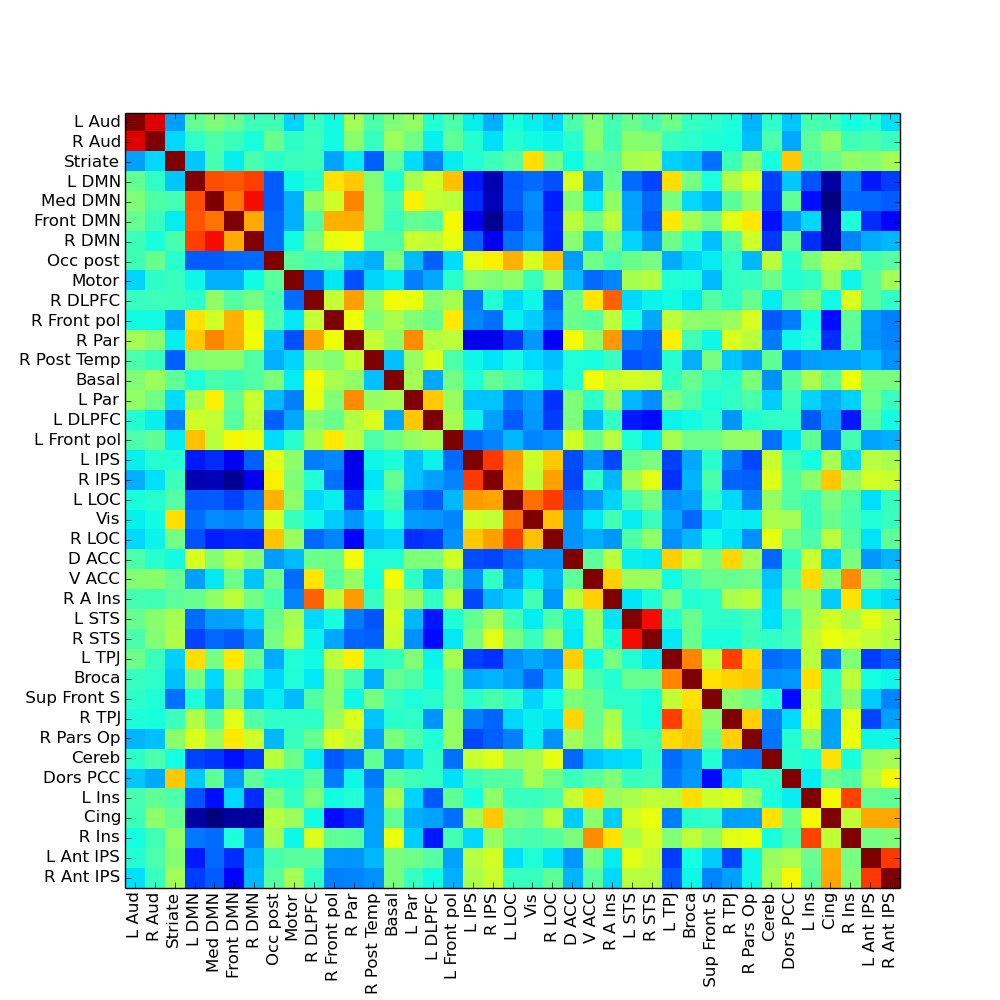 L Aud
R Aud
Striate
L DMN
Med DMN
Front DMN
R DMN
Occ post
Motor
R DLPFC
R Front pol
R Par
R Post Temp
Basal
L Par
L DLPFC
L Front pol
L IPS
R IPS
L LOC
Vis
R LOC
D ACC
V ACC
R A Ins
L STS
R STS
L TPJ
Broca
Sup Front S
R TPJ
R Pars Op
Cereb
Dors PCC
L Ins
Cing
R Ins
L Ant IPS
R Ant IPS
L Aud
R Aud
Striate
L DMN
Med DMN
Front DMN
R DMN
Occ post
Motor
R DLPFC
R Front pol
R Par
R Post Temp
Basal
L Par
L DLPFC
L Front pol
L IPS
R IPS
L LOC
Vis
R LOC
D ACC
V ACC
R A Ins
L STS
R STS
L TPJ
Broca
Sup Front S
R TPJ
R Pars Op
Cereb
Dors PCC
L Ins
Cing
R Ins
L Ant IPS
R Ant IPS